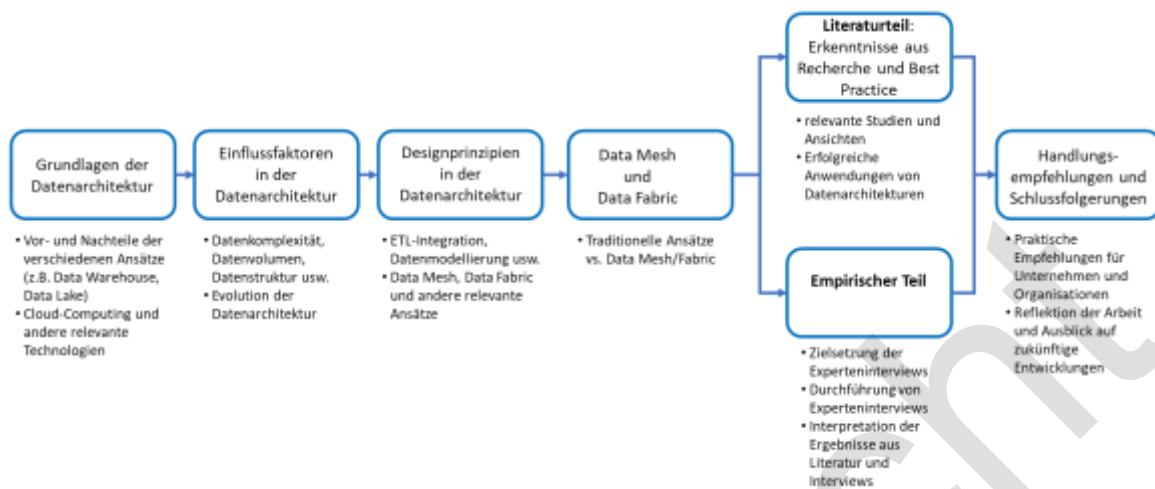 Grundlagen der
Datenarchitektur
• Vor- und Nachteile der
verschiedenen Ansätze
(z.B. Data Warehouse,
Data Lake)
• Cloud-Computing und
andere relevante
Technologien
Einflussfaktoren
in der
Datenarchitektur
• Datenkomplexität,
Datenvolumen,
Datenstruktur usw.
• Evolution der
Datenarchitektur
Designprinzipien
in der
Datenarchitektur
• ETL-Integration,
Datenmodellierung usw.
• Data Mesh, Data Fabric
und andere relevante
Ansätze
Data Mesh
und
Data Fabric
• Traditionelle Ansätze
vs. Data Mesh/Fabric
Literaturteil:
Erkenntnisse aus
Recherche und Best
Practice
• relevante Studien und
Ansichten
• Erfolgreiche
Anwendungen von
Datenarchitekturen
Empirischer Teil
• Zielsetzung der
Experteninterviews
• Durchführung von
Experteninterviews
• Interpretation der
Ergebnisse aus
Literatur und
Interviews
Handlungs-
empfehlungen und
Schlussfolgerungen
• Praktische
Empfehlungen für
Unternehmen und
Organisationen
• Reflektion der Arbeit
und Ausblick auf
zukünftige
Entwicklungen